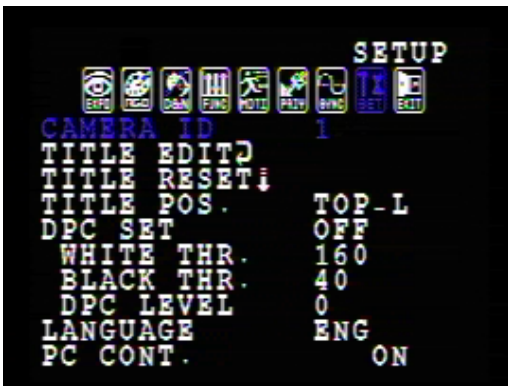 SETUP
EXPO D&N FUNC MOTI PRIV SYNC SET EXIT
CAMERA ID 1
TITLE EDIT
TITLE RESET
TITLE POS. TOP-L
DPC SET OFF
WHITE THR. 160
BLACK THR. 40
DPC LEVEL 0
LANGUAGE ENG
PC CONT. ON